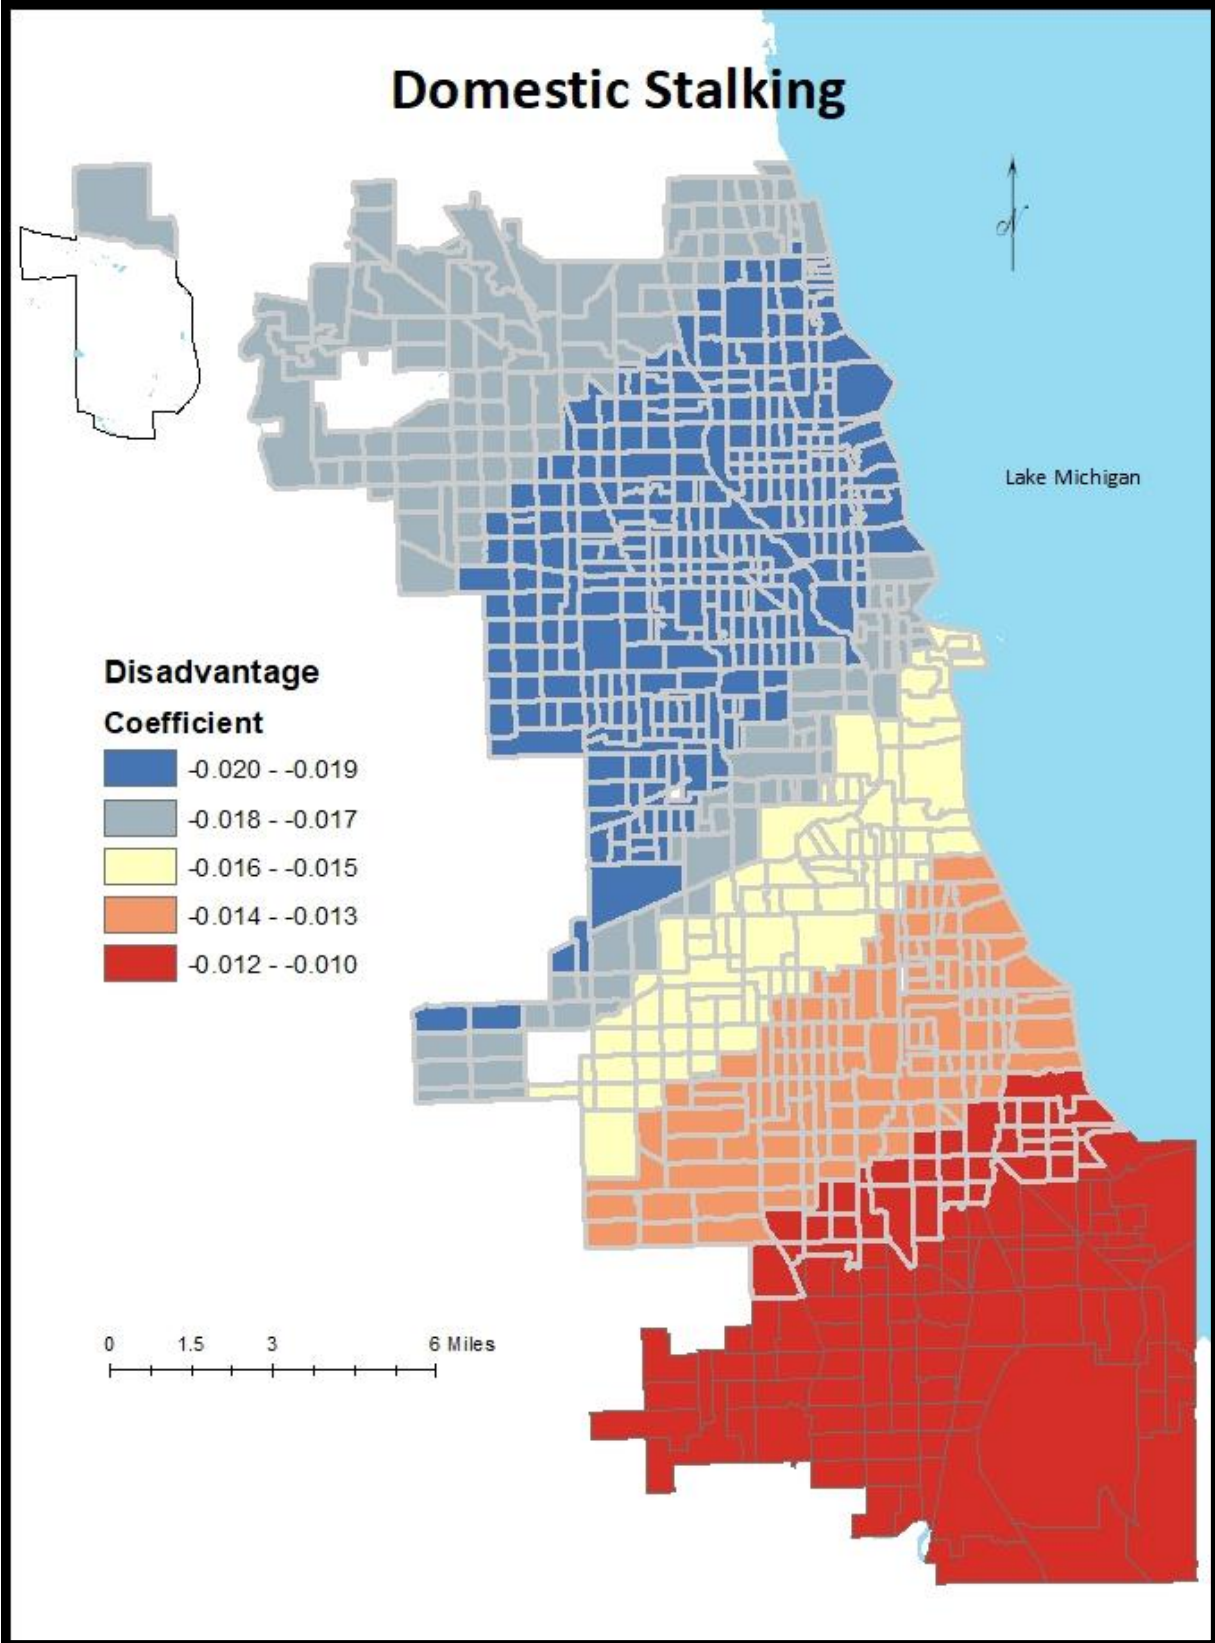 Domestic Stalking
N
Lake Michigan
Disadvantage
Coefficient
-0.020 - -0.019
-0.018 - -0.017
-0.016 - -0.015
-0.014 - -0.013
-0.012 - -0.010
0 1.5 3 6 Miles